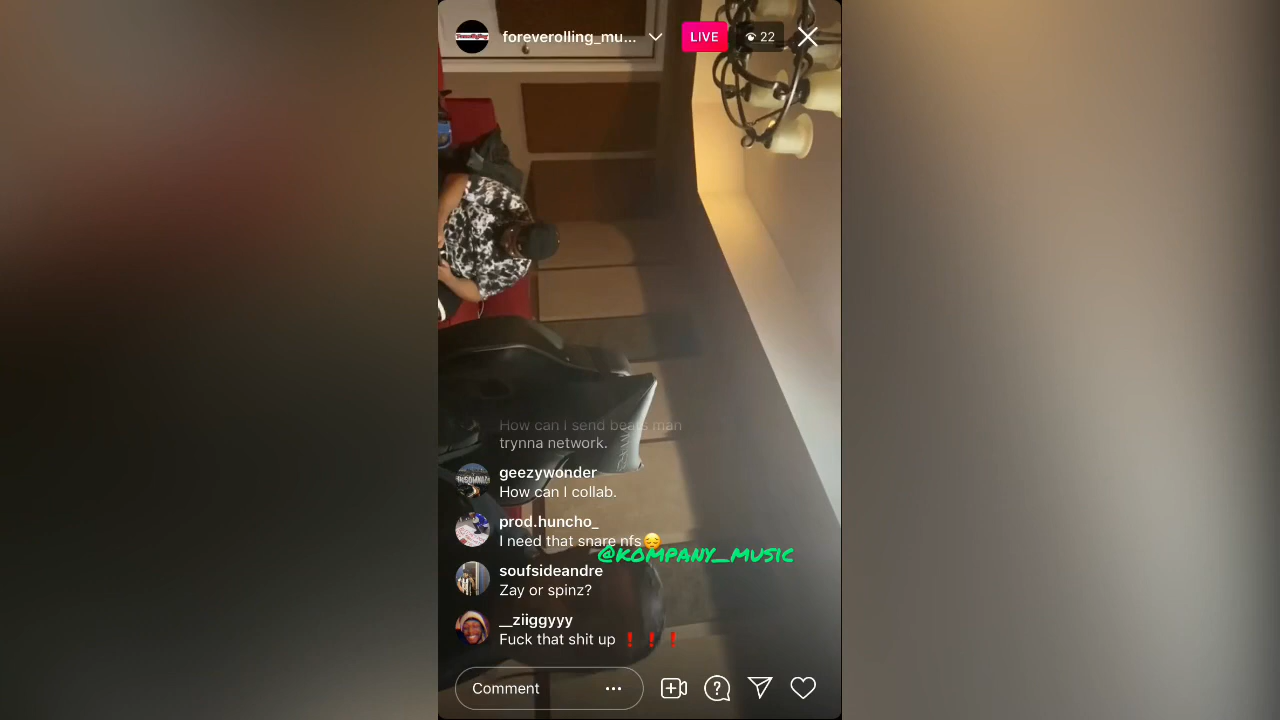 foreverolling_mu...
LIVE
22
How can I send beats man
trynna network.
geezywonder
How can I collab.
prod.huncho_
I need that snare nfs😔
@KOMPANY_MUSIC
soufsideandre
Zay or spinz?
__ziiggyyy
Fuck that shit up ❗❗❗
Comment